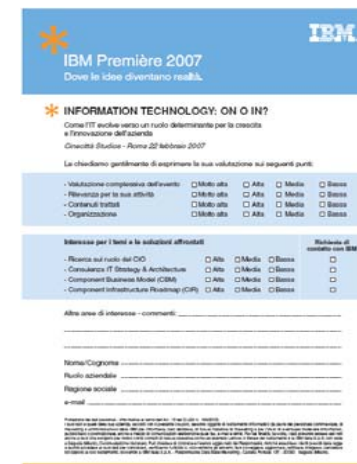 IBM
IBM Première 2007
Dove le idee diventano realtà.
INFORMATION TECHNOLOGY: ON O IN?
Come l'IT evolve verso un ruolo determinante per la crescita
e l'innovazione dell'azienda
Cinecittà Studios - Roma 22 febbraio 2007
Le chiediamo gentilmente di esprimere la sua valutazione sui seguenti punti:
- Valutazione complessiva dell'evento □ Molto alta □ Alta □ Media □ Bassa
- Rilevanza per la sua attività □ Molto alta □ Alta □ Media □ Bassa
- Contenuti trattati □ Molto alta □ Alta □ Media □ Bassa
- Organizzazione □ Molto alta □ Alta □ Media □ Bassa
Interesse per i temi e le soluzioni affrontati Richiesta di contatto con IBM
- Ricerca sul ruolo del CIO □ Alta □ Media □ Bassa □
- Consulenza IT Strategy & Architecture □ Alta □ Media □ Bassa □
- Component Business Model (CBM) □ Alta □ Media □ Bassa □
- Component Infrastructure Roadmap (CIR) □ Alta □ Media □ Bassa □
Altre aree di interesse - commenti:
Nome/Cognome
Ruolo aziendale
Ragione sociale
e-mail